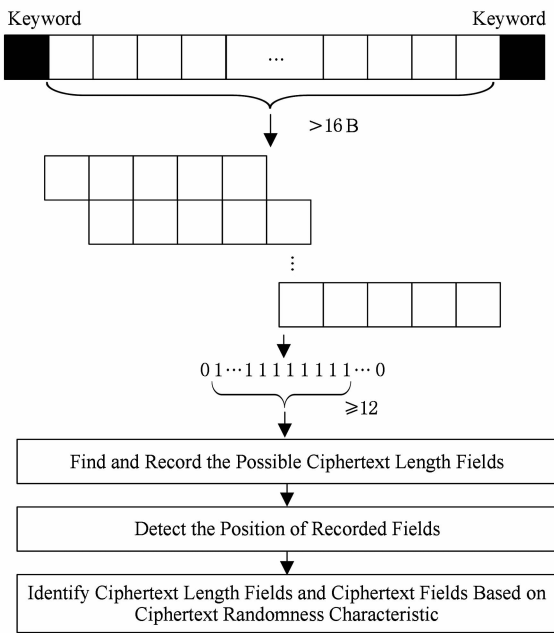 Keyword Keyword
...
>16 B
⋮
0 1 ··· 1 1 1 1 1 1 1 1 ··· 0
⩾12
Find and Record the Possible Ciphertext Length Fields
Detect the Position of Recorded Fields
Identify Ciphertext Length Fields and Ciphertext Fields Based on
Ciphertext Randomness Characteristic